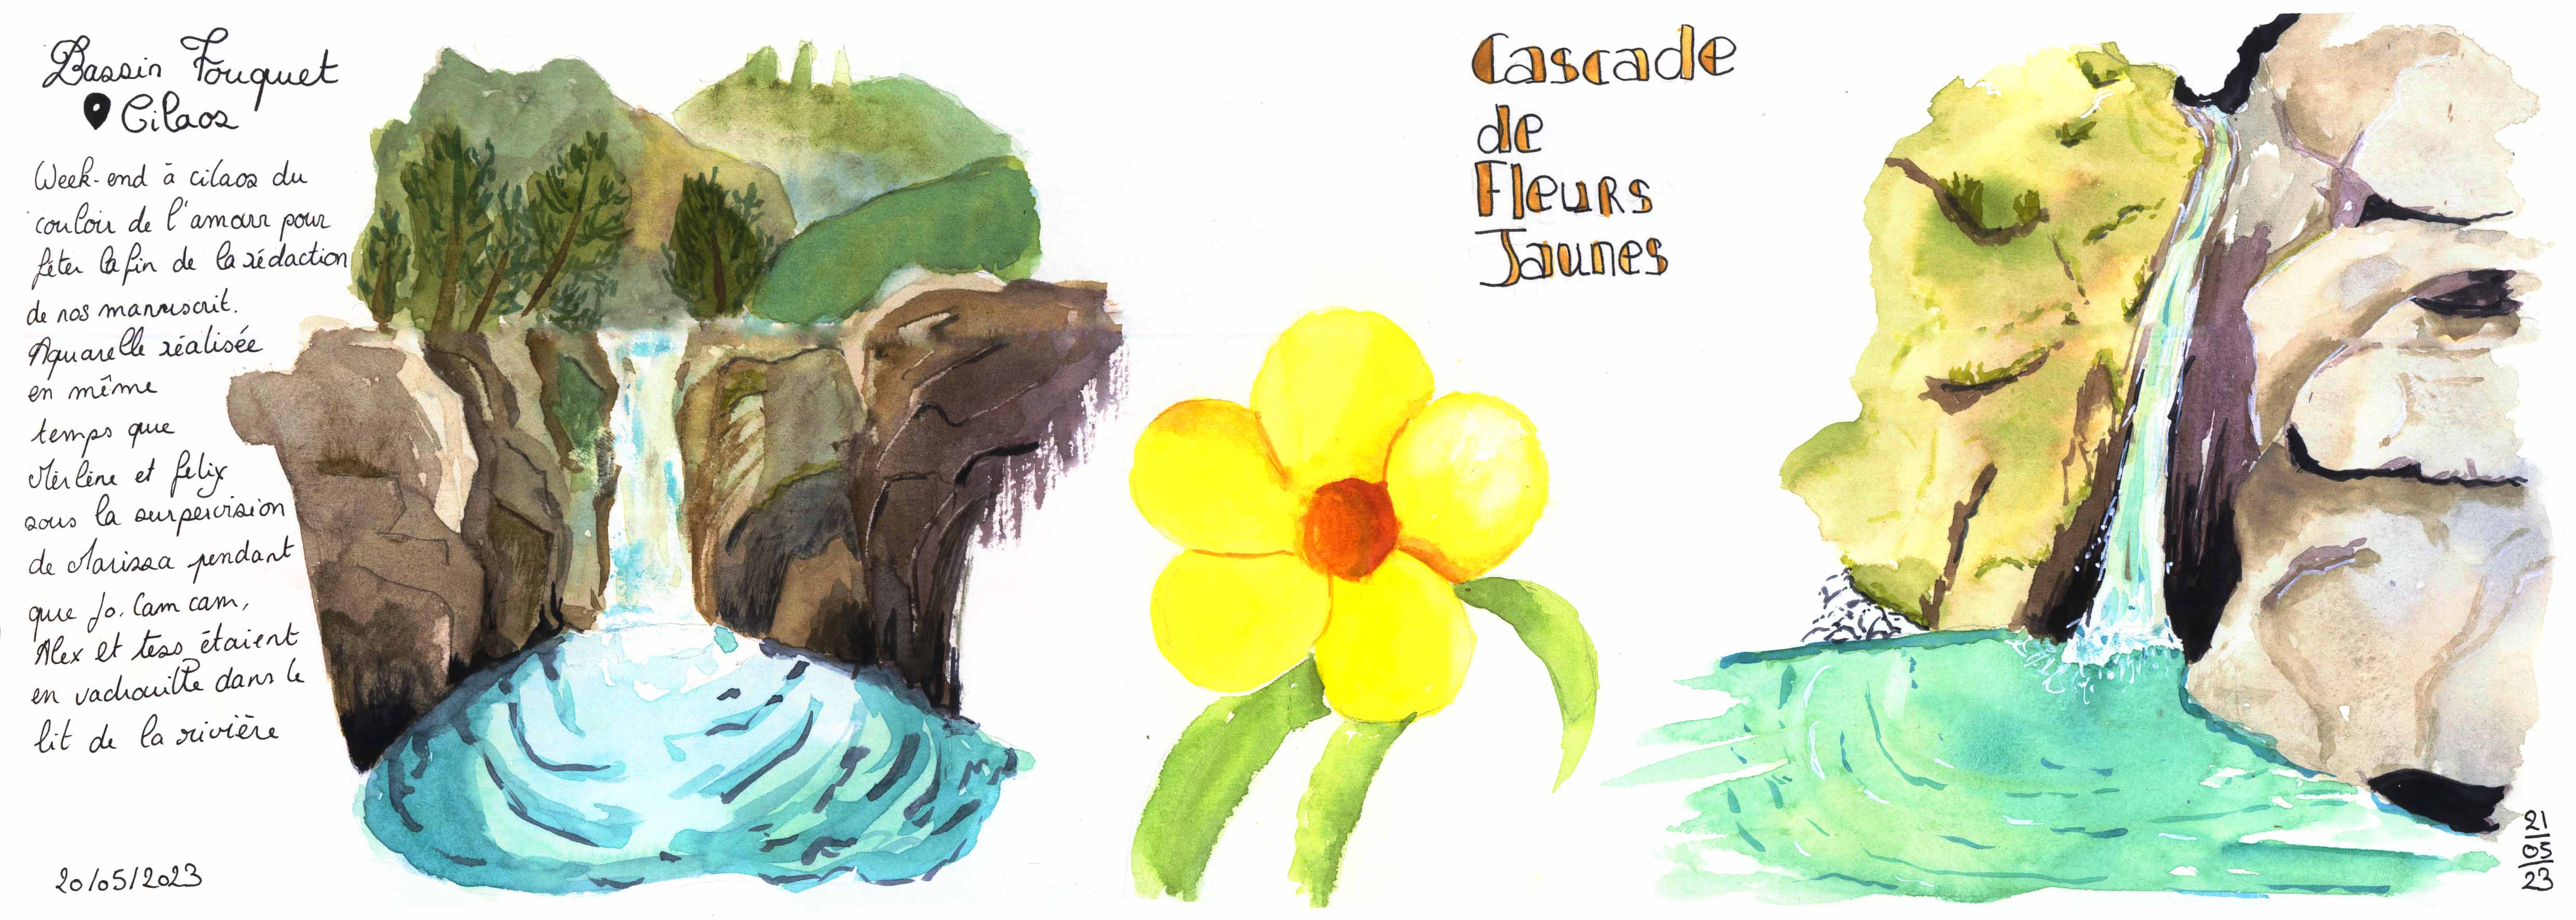 Bassin Fouquet
Cilaos
Week-end à cilaos du
couloir de l'amour pour
fêter la fin de la rédaction
de nos manuscrit.
Aquarelle réalisée
en même
temps que
Merlène et felix
sous la surpervision
de Marissa pendant
que Jo. Cam cam,
Alex et tess étaient
en vadrouille dans le
lit de la rivière
20/05/2023
Cascade
de
Fleurs
Jaunes
21
05
23